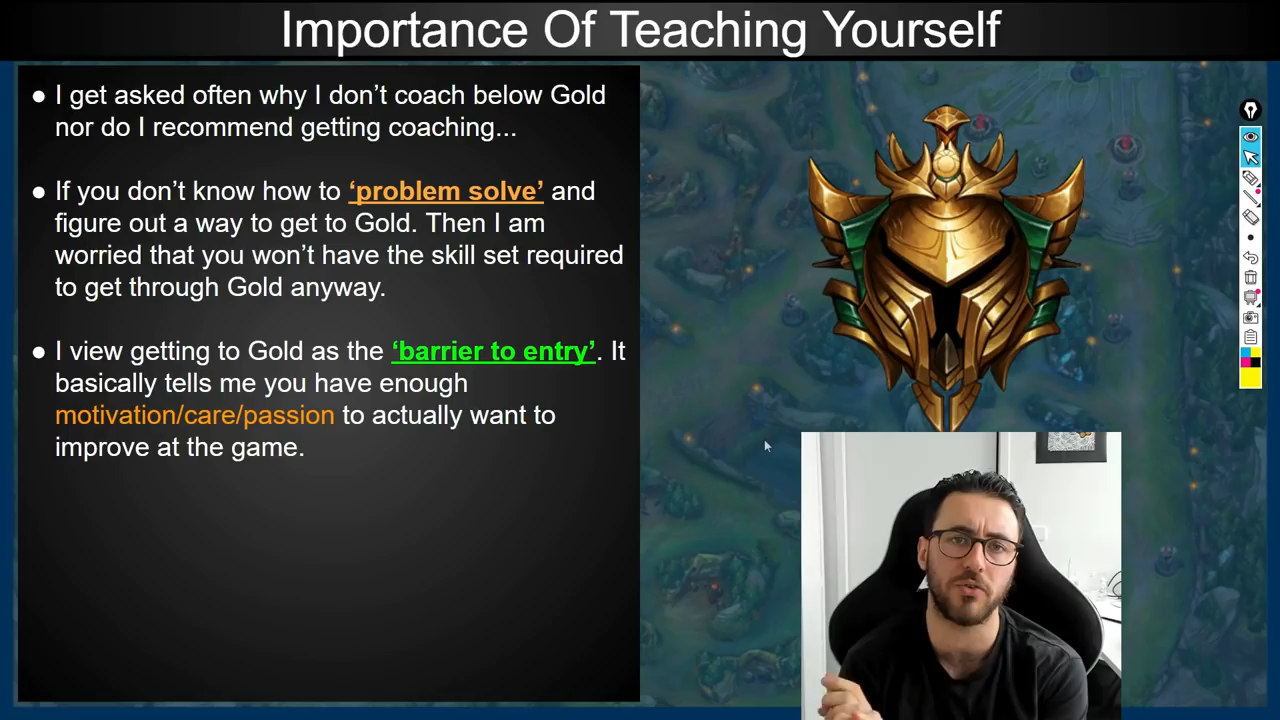 Importance Of Teaching Yourself
● I get asked often why I don’t coach below Gold
nor do I recommend getting coaching...
● If you don’t know how to ‘problem solve’ and
figure out a way to get to Gold. Then I am
worried that you won’t have the skill set required
to get through Gold anyway.
● I view getting to Gold as the ‘barrier to entry’. It
basically tells me you have enough
motivation/care/passion to actually want to
improve at the game.